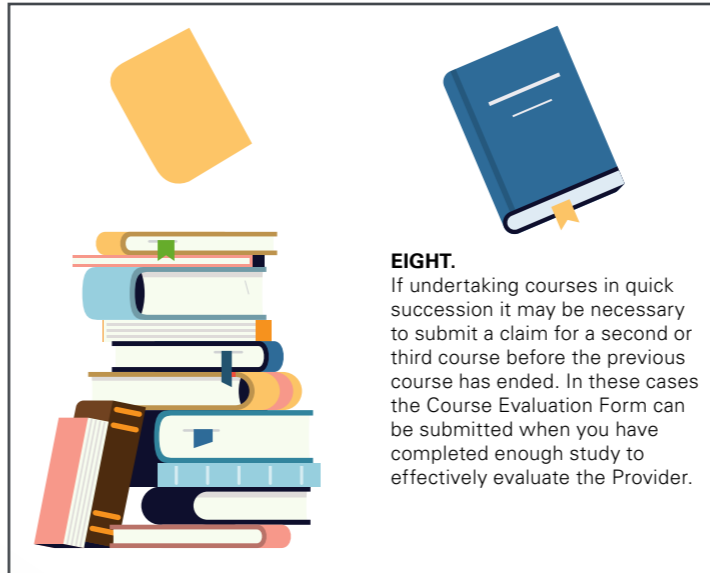 EIGHT.
If undertaking courses in quick
succession it may be necessary
to submit a claim for a second or
third course before the previous
course has ended. In these cases
the Course Evaluation Form can
be submitted when you have
completed enough study to
effectively evaluate the Provider.